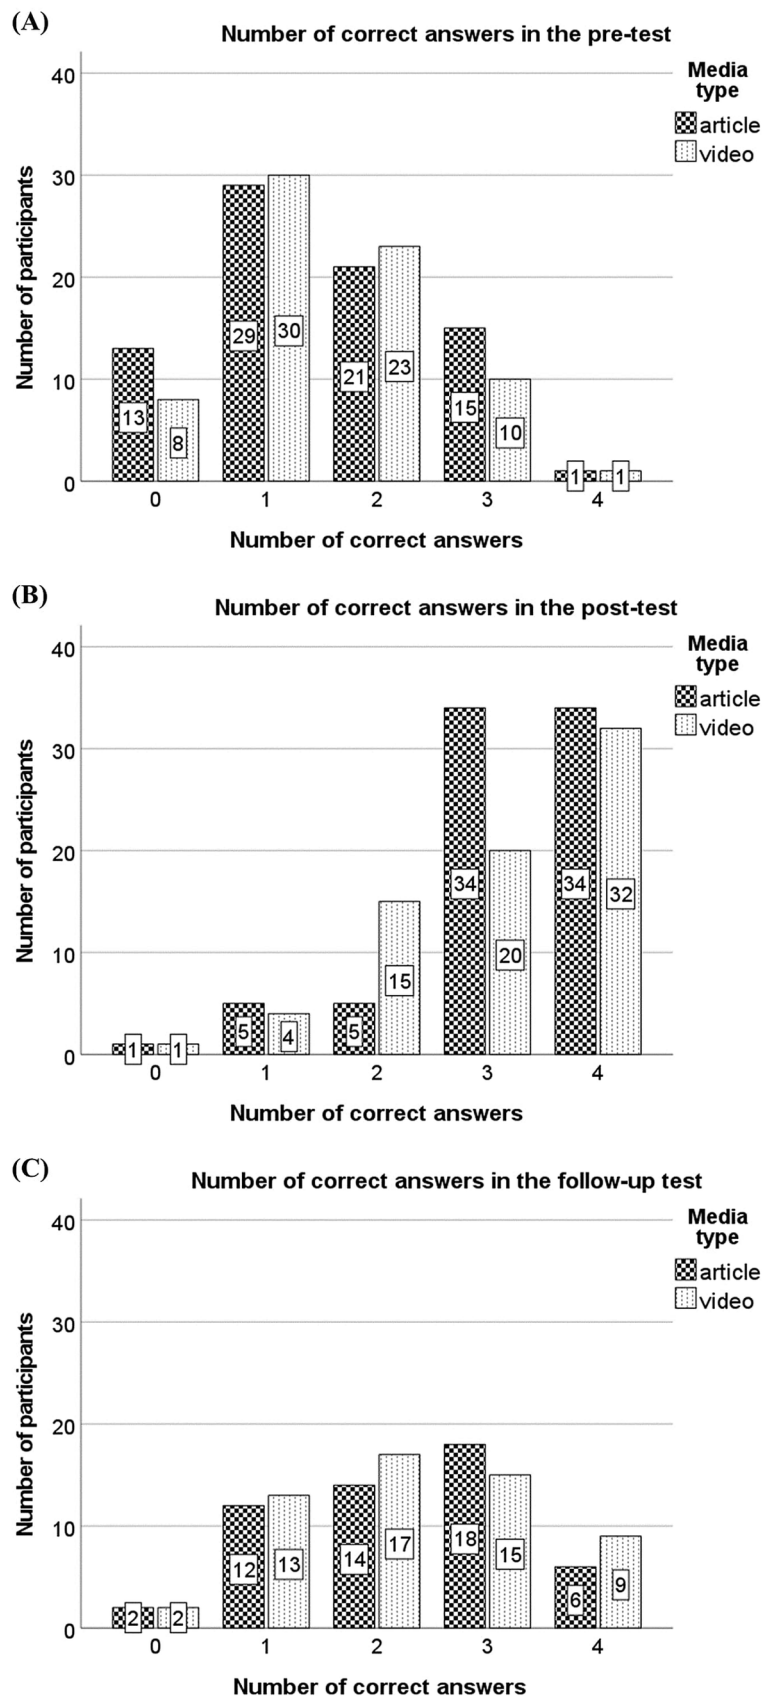 (A)
Number of correct answers in the pre-test
Media
type
article
video
Number of participants
40
30
20
10
0
13
8
29
30
21
23
15
10
1
1
0
1
2
3
4
Number of correct answers
(B)
Number of correct answers in the post-test
Media
type
article
video
Number of participants
40
30
20
10
0
1
1
5
4
5
15
34
20
34
32
0
1
2
3
4
Number of correct answers
(C)
Number of correct answers in the follow-up test
Media
type
article
video
Number of participants
40
30
20
10
0
2
2
12
13
14
17
18
15
6
9
0
1
2
3
4
Number of correct answers